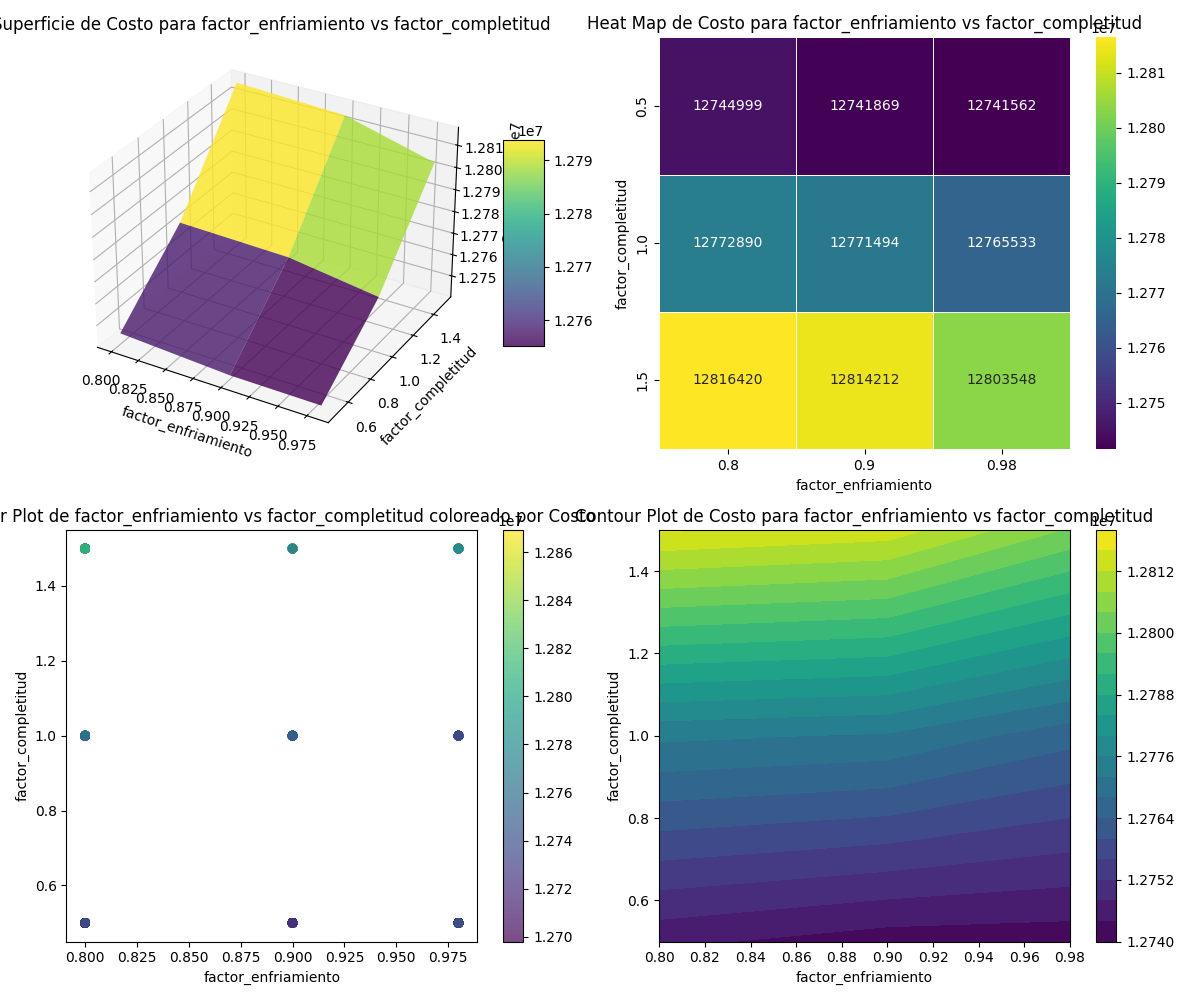 Superficie de Costo para factor_enfriamiento vs factor_completitud
1e7
1.281
1.280
1.279
1.278
1.277
1.276
1.275
1.4
1.2
1.0
0.8
0.6
factor_completitud
0.800
0.825
0.850
0.875
0.900
0.925
0.950
0.975
factor_enfriamiento
1e7
1.279
1.278
1.277
1.276
Heat Map de Costo para factor_enfriamiento vs factor_completitud
1e7
0.5 12744999 12741869 12741562
1.0 12772890 12771494 12765533
1.5 12816420 12814212 12803548
factor_completitud
0.8 0.9 0.98
factor_enfriamiento
1.281
1.280
1.279
1.278
1.277
1.276
1.275
r Plot de factor_enfriamiento vs factor_completitud coloreado por Costo
1e7
1.4
1.2
1.0
0.8
0.6
factor_completitud
0.800 0.825 0.850 0.875 0.900 0.925 0.950 0.975
factor_enfriamiento
1.286
1.284
1.282
1.280
1.278
1.276
1.274
1.272
1.270
Contour Plot de Costo para factor_enfriamiento vs factor_completitud
1e7
1.4
1.2
1.0
0.8
0.6
factor_completitud
0.80 0.82 0.84 0.86 0.88 0.90 0.92 0.94 0.96 0.98
factor_enfriamiento
1.2812
1.2800
1.2788
1.2776
1.2764
1.2752
1.2740